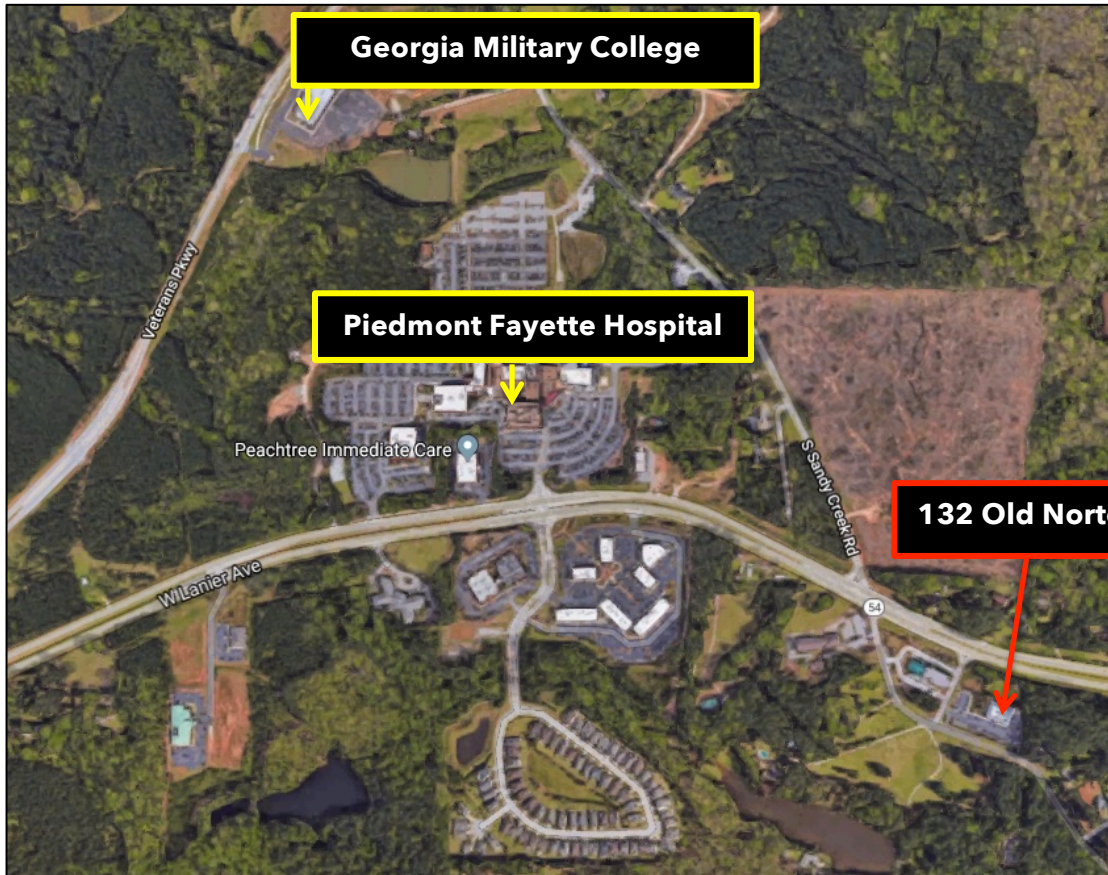 Georgia Military College
Veterans Pkwy
Piedmont Fayette Hospital
Peachtree Immediate Care
S Sandy Creek Rd
132 Old
W Lanier Ave
54